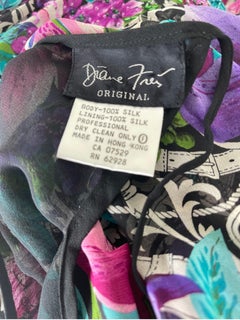 Diane Freis
ORIGINAL
BODY-100% SILK
LINING-100% SILK
PROFESSIONAL
DRY CLEAN ONLY Ⓕ
MADE IN HONG KONG
CA 07529
RN 62928